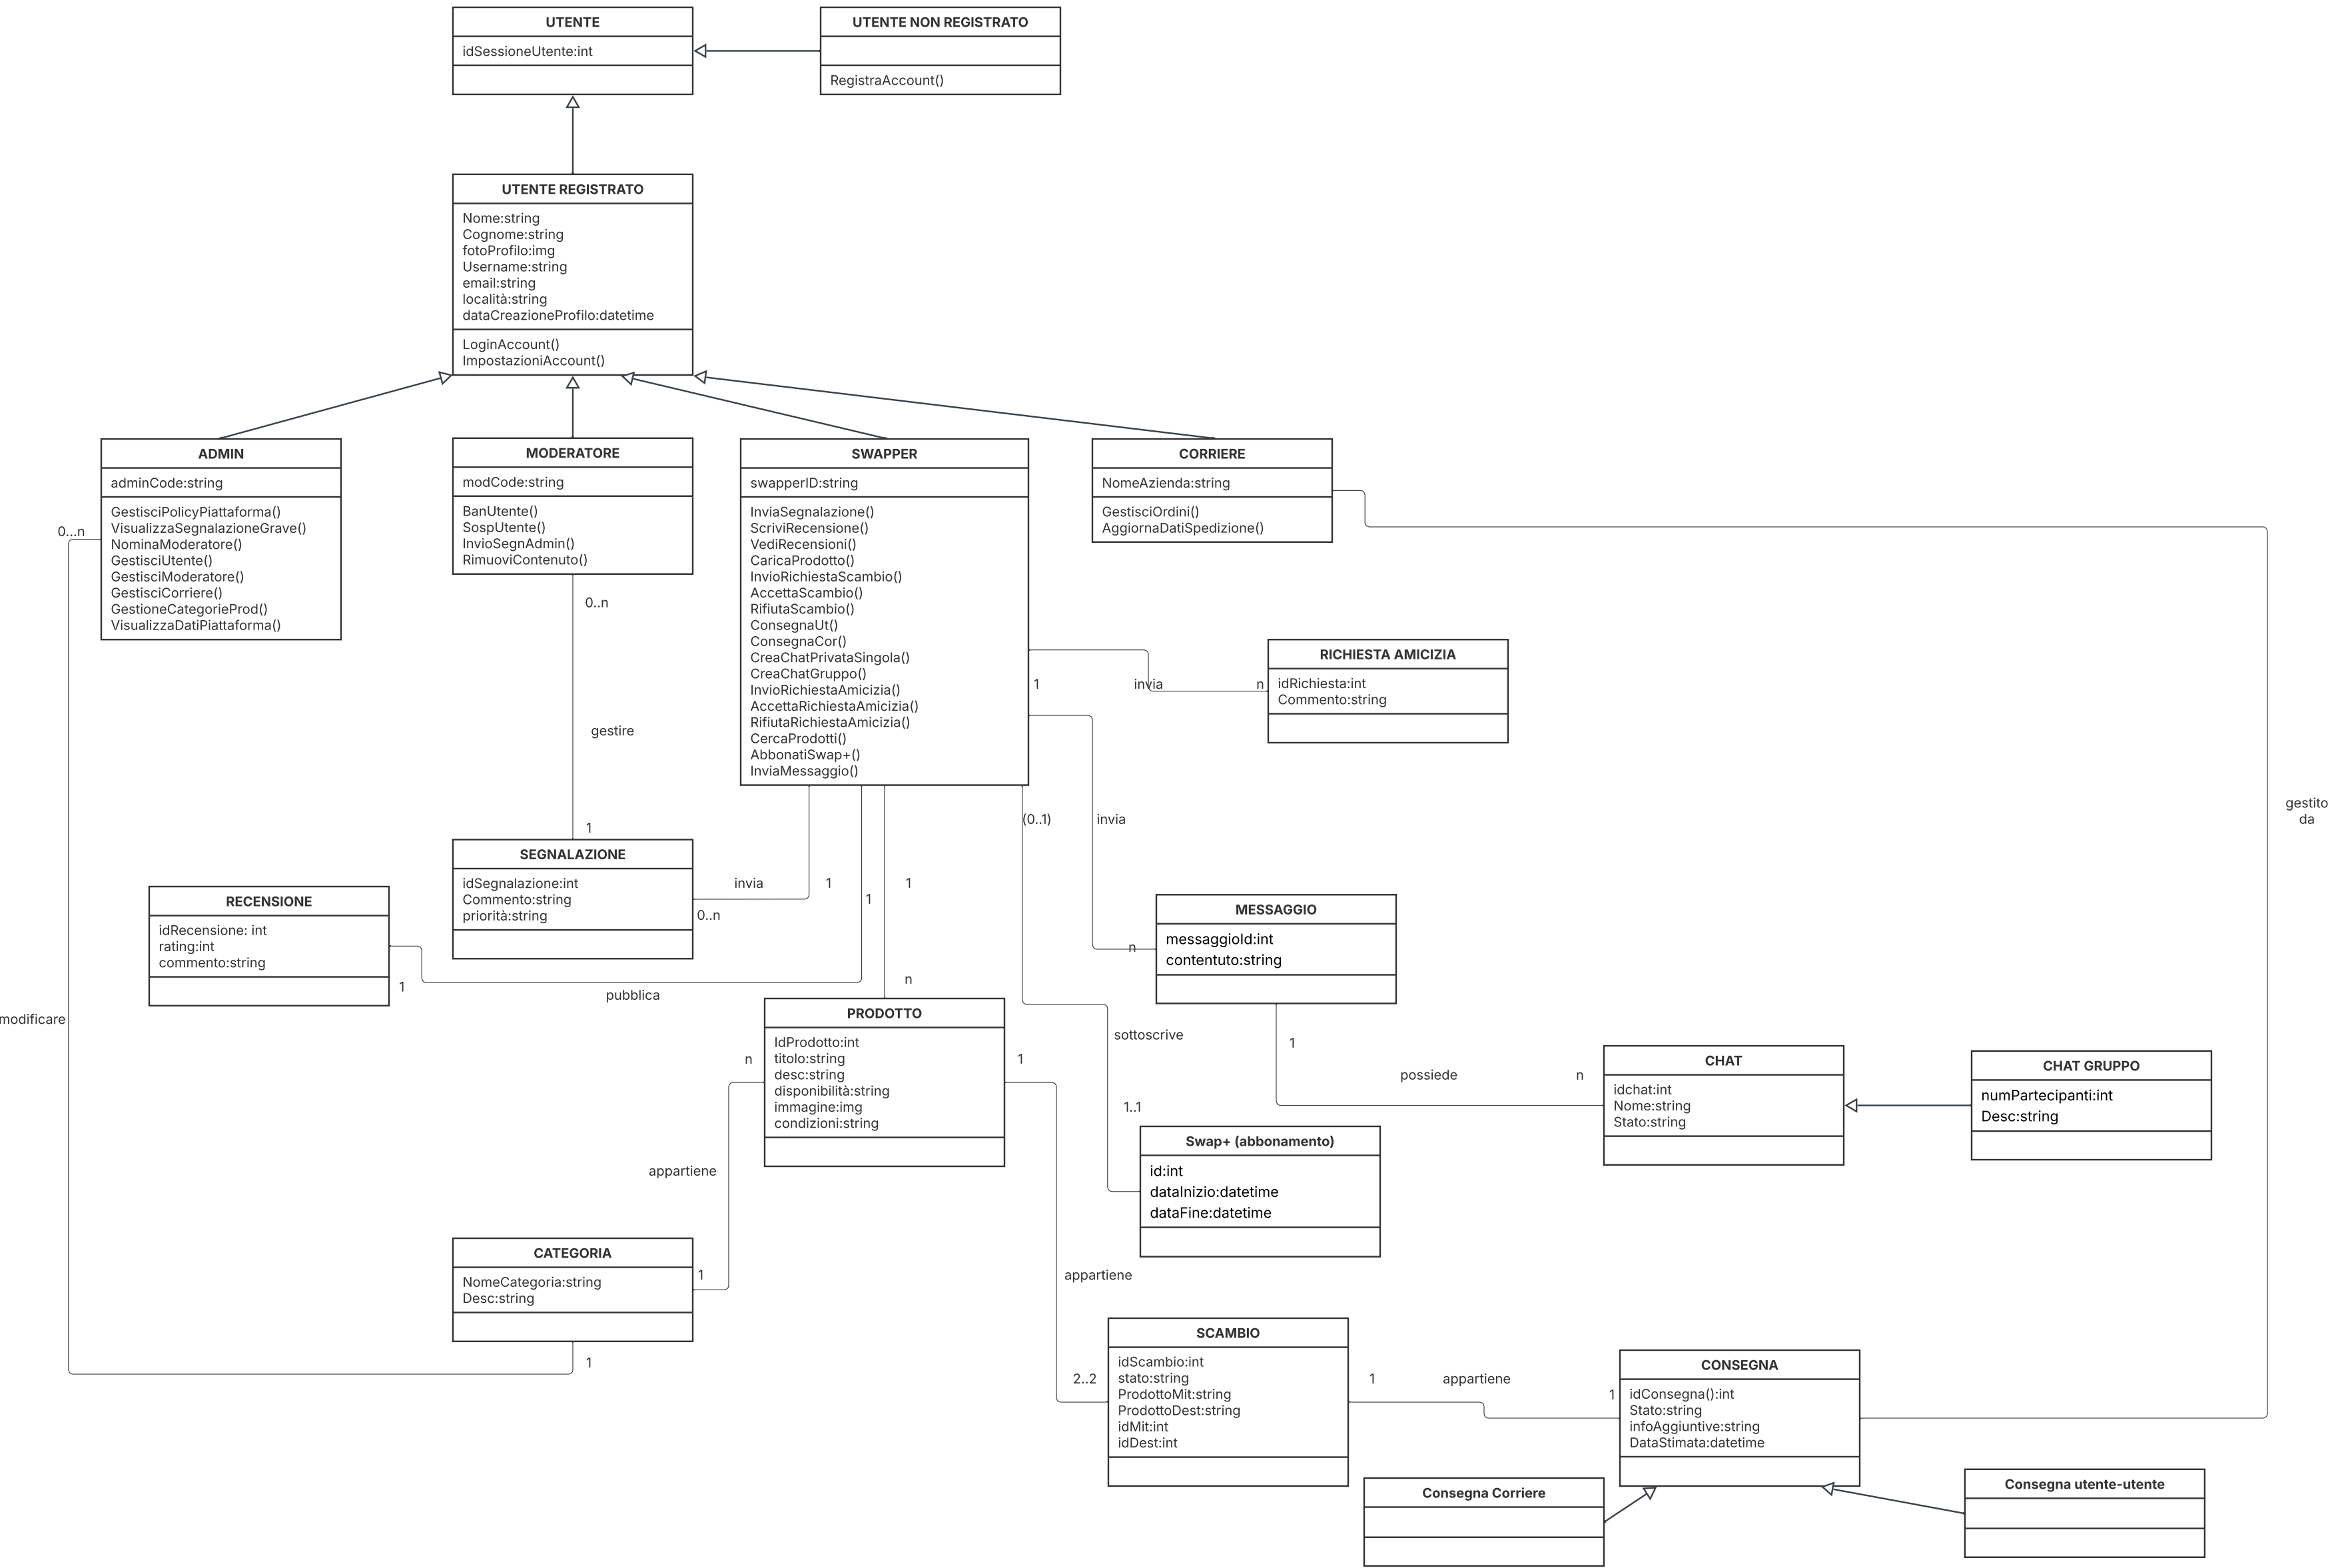 UTENTE
idSessioneUtente:int
UTENTE NON REGISTRATO
RegistraAccount()
UTENTE REGISTRATO
Nome:string
Cognome:string
fotoProfilo:img
Username:string
email:string
località:string
dataCreazioneProfilo:datetime
LoginAccount()
ImpostazioniAccount()
ADMIN
adminCode:string
GestisciPolicyPiattaforma()
VisualizzaSegnalazioneGrave()
NominaModeratore()
GestisciUtente()
GestisciModeratore()
GestisciCorriere()
GestioneCategorieProd()
VisualizzaDatiPiattaforma()
0...n
MODERATORE
modCode:string
BanUtente()
SospUtente()
InvioSegnAdmin()
RimuoviContenuto()
0..n
gestire
1
SWAPPER
swapperID:string
InviaSegnalazione()
ScriviRecensione()
VediRecensioni()
CaricaProdotto()
InvioRichiestaScambio()
AccettaScambio()
RifiutaScambio()
ConsegnaUt()
ConsegnaCor()
CreaChatPrivataSingola()
CreaChatGruppo()
InvioRichiestaAmicizia()
AccettaRichiestaAmicizia()
RifiutaRichiestaAmicizia()
CercaProdotti()
AbbonatiSwap+()
InviaMessaggio()
CORRIERE
NomeAzienda:string
GestisciOrdini()
AggiornaDatiSpedizione()
1
invia
n
RICHIESTA AMICIZIA
idRichiesta:int
Commento:string
gestito
da
(0..1)
invia
SEGNALAZIONE
idSegnalazione:int
Commento:string
priorità:string
invia
0..n
1
1
1
RECENSIONE
idRecensione: int
rating:int
commento:string
1
pubblica
n
modificare
MESSAGGIO
messaggioId:int
contentuto:string
n
PRODOTTO
IdProdotto:int
titolo:string
desc:string
disponibilità:string
immagine:img
condizioni:string
n
1
sottoscrive
1..1
1
possiede
n
CHAT
idchat:int
Nome:string
Stato:string
CHAT GRUPPO
numPartecipanti:int
Desc:string
Swap+ (abbonamento)
id:int
dataInizio:datetime
dataFine:datetime
appartiene
CATEGORIA
NomeCategoria:string
Desc:string
1
1
appartiene
2..2
SCAMBIO
idScambio:int
stato:string
ProdottoMit:string
ProdottoDest:string
idMit:int
idDest:int
1
appartiene
1
CONSEGNA
idConsegna():int
Stato:string
infoAggiuntive:string
DataStimata:datetime
Consegna Corriere
Consegna utente-utente